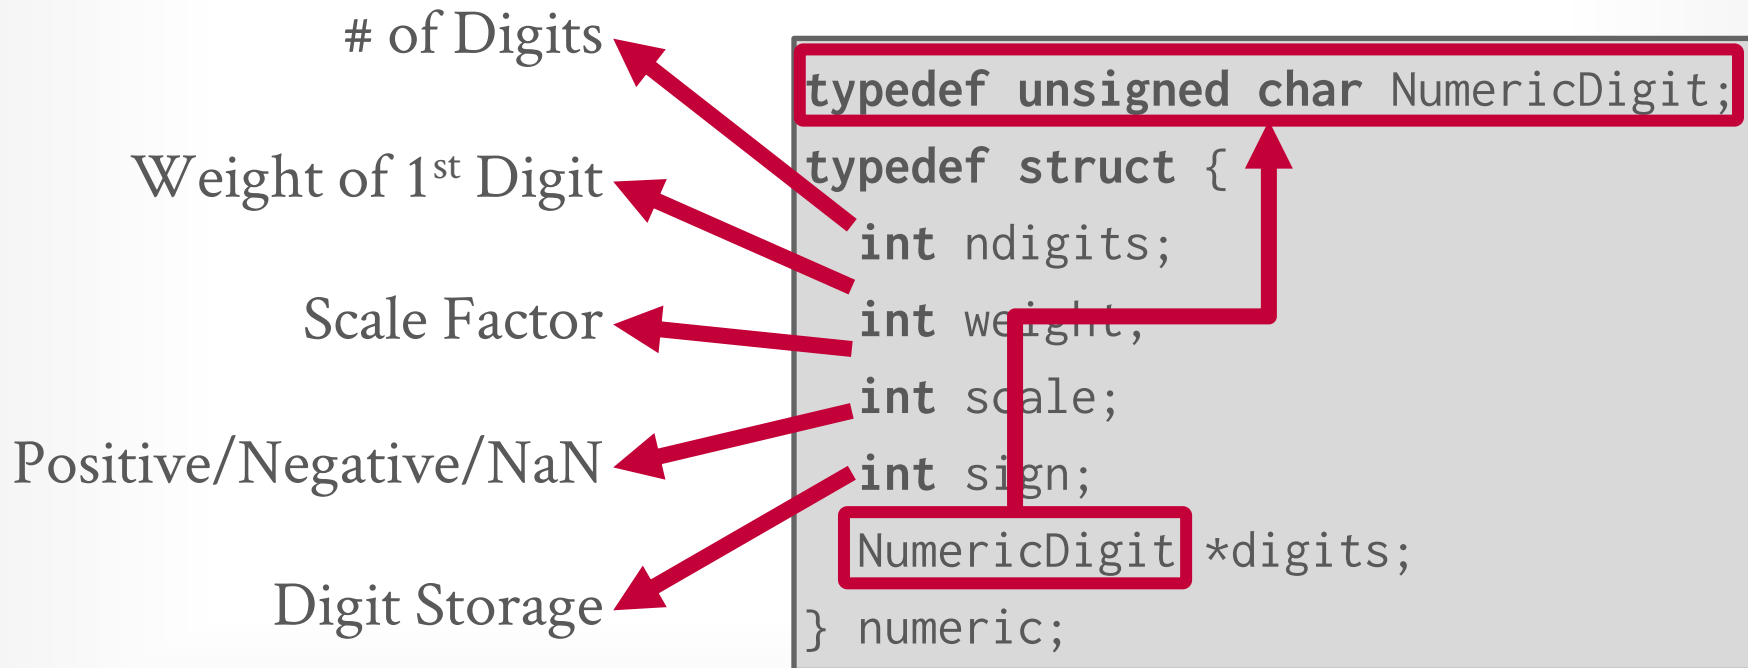 # of Digits
Weight of 1st Digit
Scale Factor
Positive/Negative/NaN
Digit Storage
typedef unsigned char NumericDigit;
typedef struct {
int ndigits;
int weight;
int scale;
int sign;
NumericDigit *digits;
} numeric;